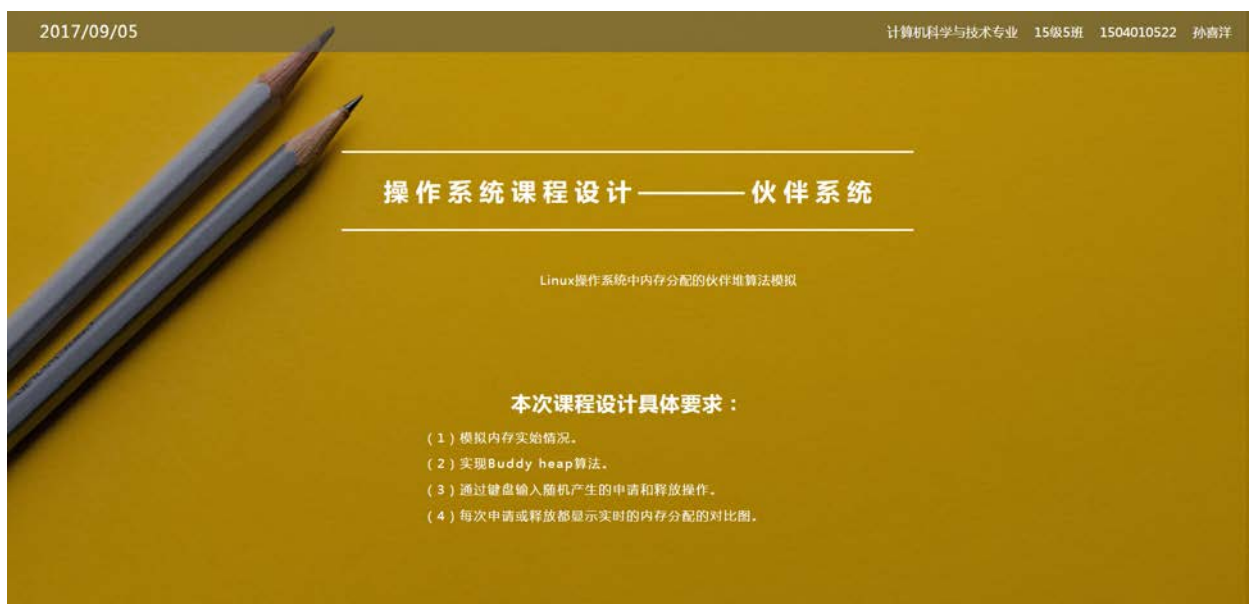 2017/09/05
计算机科学与技术专业 15级5班 1504010522 孙喜洋
操作系统课程设计————伙伴系统
Linux操作系统中内存分配的伙伴堆算法模拟
本次课程设计具体要求：
（1）模拟内存实始情况。
（2）实现Buddy heap算法。
（3）通过键盘输入随机产生的申请和释放操作。
（4）每次申请或释放都显示实时的内存分配的对比图。